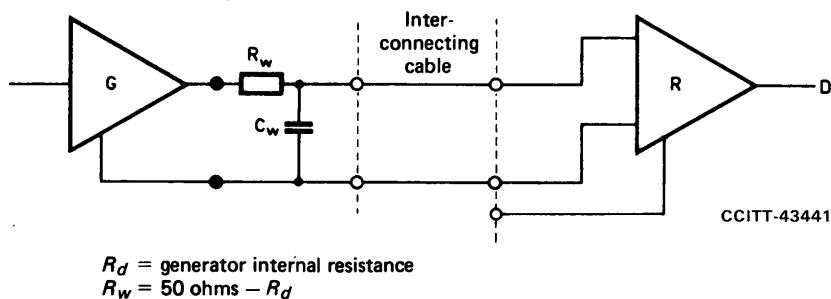 Inter-
connecting
cable
R_w
G
C_w
R
D
CCITT-43441
R_d = generator internal resistance
R_w = 50 ohms − R_d